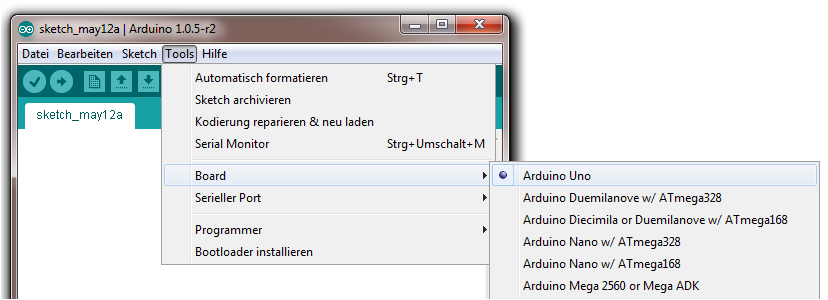 sketch_may12a | Arduino 1.0.5-r2
Datei Bearbeiten Sketch Tools Hilfe
sketch_may12a
Automatisch formatieren Strg+T
Sketch archivieren
Kodierung reparieren & neu laden
Serial Monitor Strg+Umschalt+M
Board
Serieller Port
Programmer
Bootloader installieren
Arduino Uno
Arduino Duemilanove w/ ATmega328
Arduino Diecimila or Duemilanove w/ ATmega168
Arduino Nano w/ ATmega328
Arduino Nano w/ ATmega168
Arduino Mega 2560 or Mega ADK